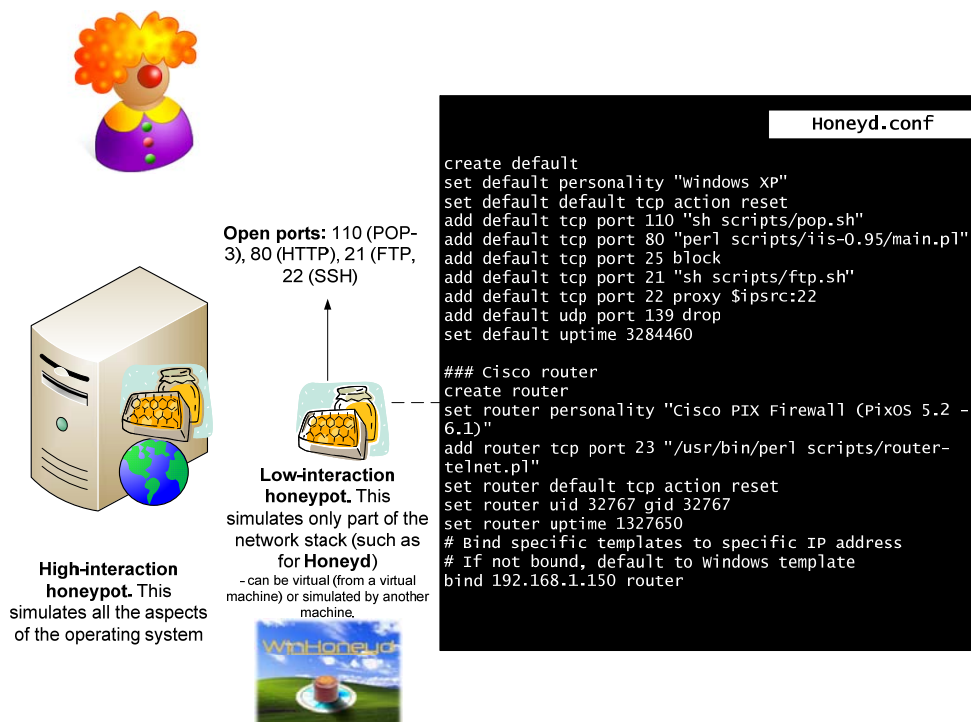 Honeyd.conf
create default
set default personality "Windows XP"
set default default tcp action reset
add default tcp port 110 "sh scripts/pop.sh"
add default tcp port 80 "perl scripts/iis-0.95/main.pl"
add default tcp port 25 block
add default tcp port 21 "sh scripts/ftp.sh"
add default tcp port 22 proxy $ipsrc:22
add default udp port 139 drop
set default uptime 3284460
### Cisco router
create router
set router personality "Cisco PIX Firewall (PixOS 5.2 –
6.1)"
add router tcp port 23 "/usr/bin/perl scripts/router-
telnet.pl"
set router default tcp action reset
set router uid 32767 gid 32767
set router uptime 1327650
# Bind specific templates to specific IP address
# If not bound, default to Windows template
bind 192.168.1.150 router
Open ports: 110 (POP-
3), 80 (HTTP), 21 (FTP,
22 (SSH)
Low-interaction
honeypot. This
simulates only part of the
network stack (such as
for Honeyd)
- can be virtual (from a virtual
machine) or simulated by another
machine.
High-interaction
honeypot. This
simulates all the aspects
of the operating system
WinHoneyd